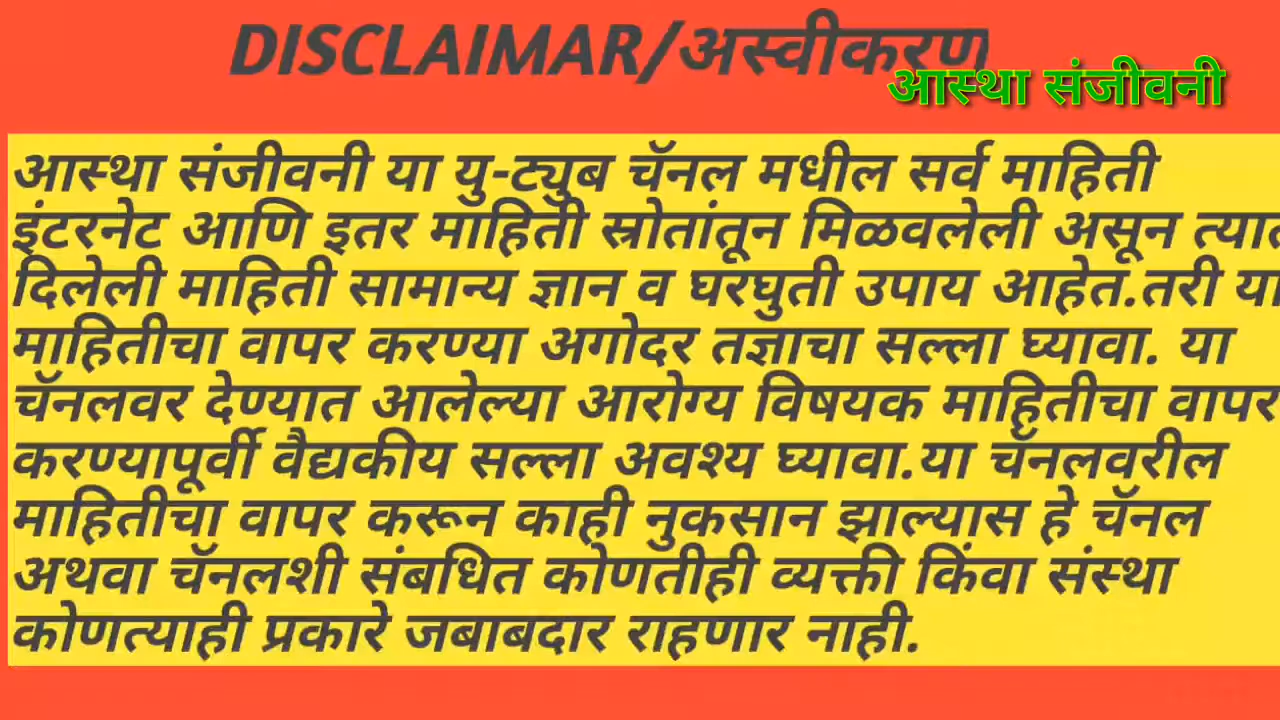 DISCLAIMAR/अस्वीकरण
आस्था संजीवनी
आस्था संजीवनी या यु-ट्युब चॅनल मधील सर्व माहिती
इंटरनेट आणि इतर माहिती स्रोतांतून मिळवलेली असून
दिलेली माहिती सामान्य ज्ञान व घरघुती उपाय आहेत.तरी या
माहितीचा वापर करण्या अगोदर तज्ञाचा सल्ला घ्यावा. या
चॅनलवर देण्यात आलेल्या आरोग्य विषयक माहितीचा वापर
करण्यापूर्वी वैद्यकीय सल्ला अवश्य घ्यावा.या चॅनलवरील
माहितीचा वापर करून काही नुकसान झाल्यास हे चॅनल
अथवा चॅनलशी संबधित कोणतीही व्यक्ती किंवा संस्था
कोणत्याही प्रकारे जबाबदार राहणार नाही.